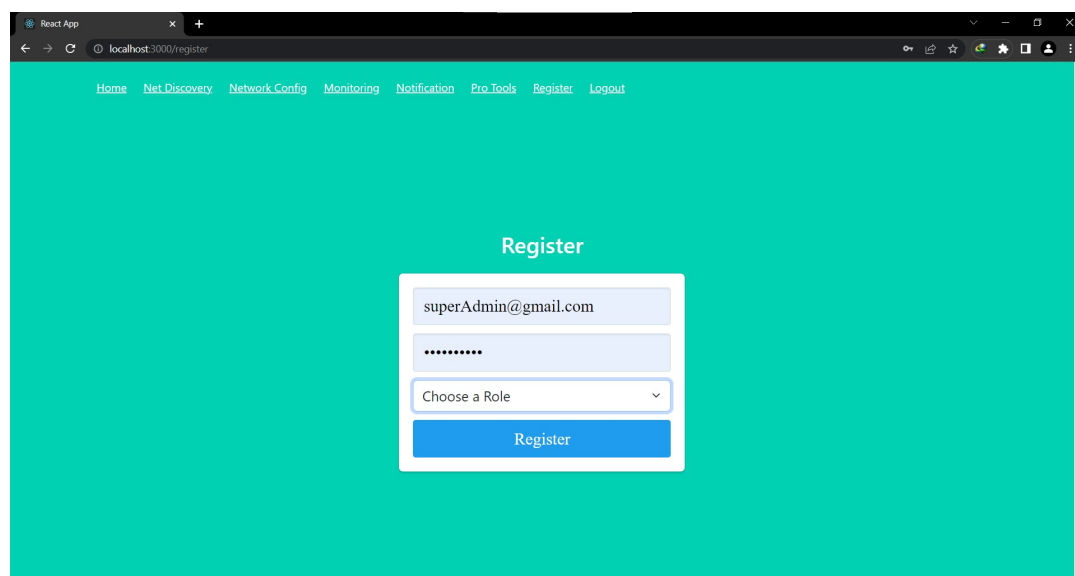 React App
localhost:3000/register
Home Net Discovery Network Config Monitoring Notification Pro Tools Register Logout
Register
superAdmin@gmail.com
••••••••••
Choose a Role
Register